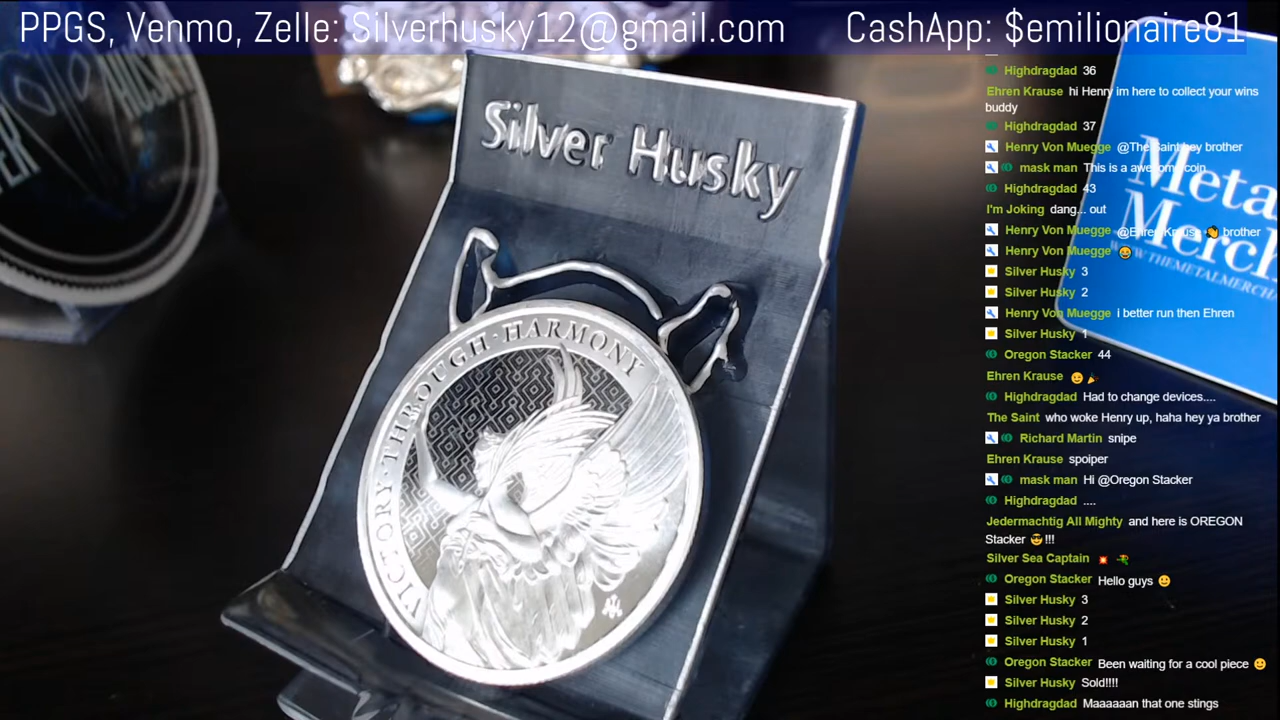 PPGS, Venmo, Zelle: Silverhusky12@gmail.com CashApp: $emilionaire81
HUSKY
Silver Husky
VICTORY · THROUGH · HARMONY
Metal
Merch
WWW.THEMETALMERCH
Highdragdad 36
Ehren Krause hi Henry im here to collect your wins
buddy
Highdragdad 37
Henry Von Muegge @The Saint hey brother
mask man This is a awesome coin
Highdragdad 43
I'm Joking dang... out
Henry Von Muegge @Ehren Krause 👋 brother
Henry Von Muegge 😆
Silver Husky 3
Silver Husky 2
Henry Von Muegge i better run then Ehren
Silver Husky 1
Oregon Stacker 44
Ehren Krause 😉 🎉
Highdragdad Had to change devices....
The Saint who woke Henry up, haha hey ya brother
Richard Martin snipe
Ehren Krause spoiper
mask man Hi @Oregon Stacker
Highdragdad ....
Jedermachtig All Mighty and here is OREGON
Stacker 😎!!!
Silver Sea Captain 💥 🔫
Oregon Stacker Hello guys 🙂
Silver Husky 3
Silver Husky 2
Silver Husky 1
Oregon Stacker Been waiting for a cool piece 🙂
Silver Husky Sold!!!!
Highdragdad Maaaaaan that one stings